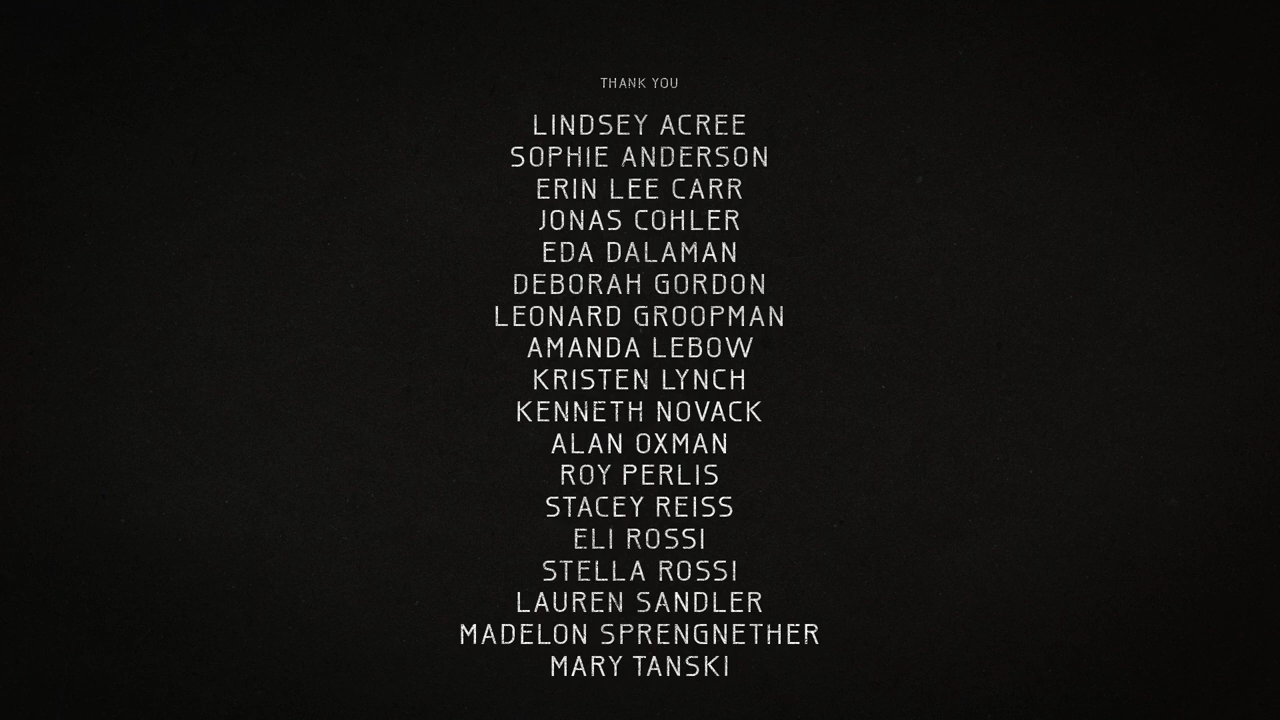 THANK YOU
LINDSEY ACREE
SOPHIE ANDERSON
ERIN LEE CARR
JONAS COHLER
EDA DALAMAN
DEBORAH GORDON
LEONARD GROOPMAN
AMANDA LEBOW
KRISTEN LYNCH
KENNETH NOVACK
ALAN OXMAN
ROY PERLIS
STACEY REISS
ELI ROSSI
STELLA ROSSI
LAUREN SANDLER
MADELON SPRENGNETHER
MARY TANSKI